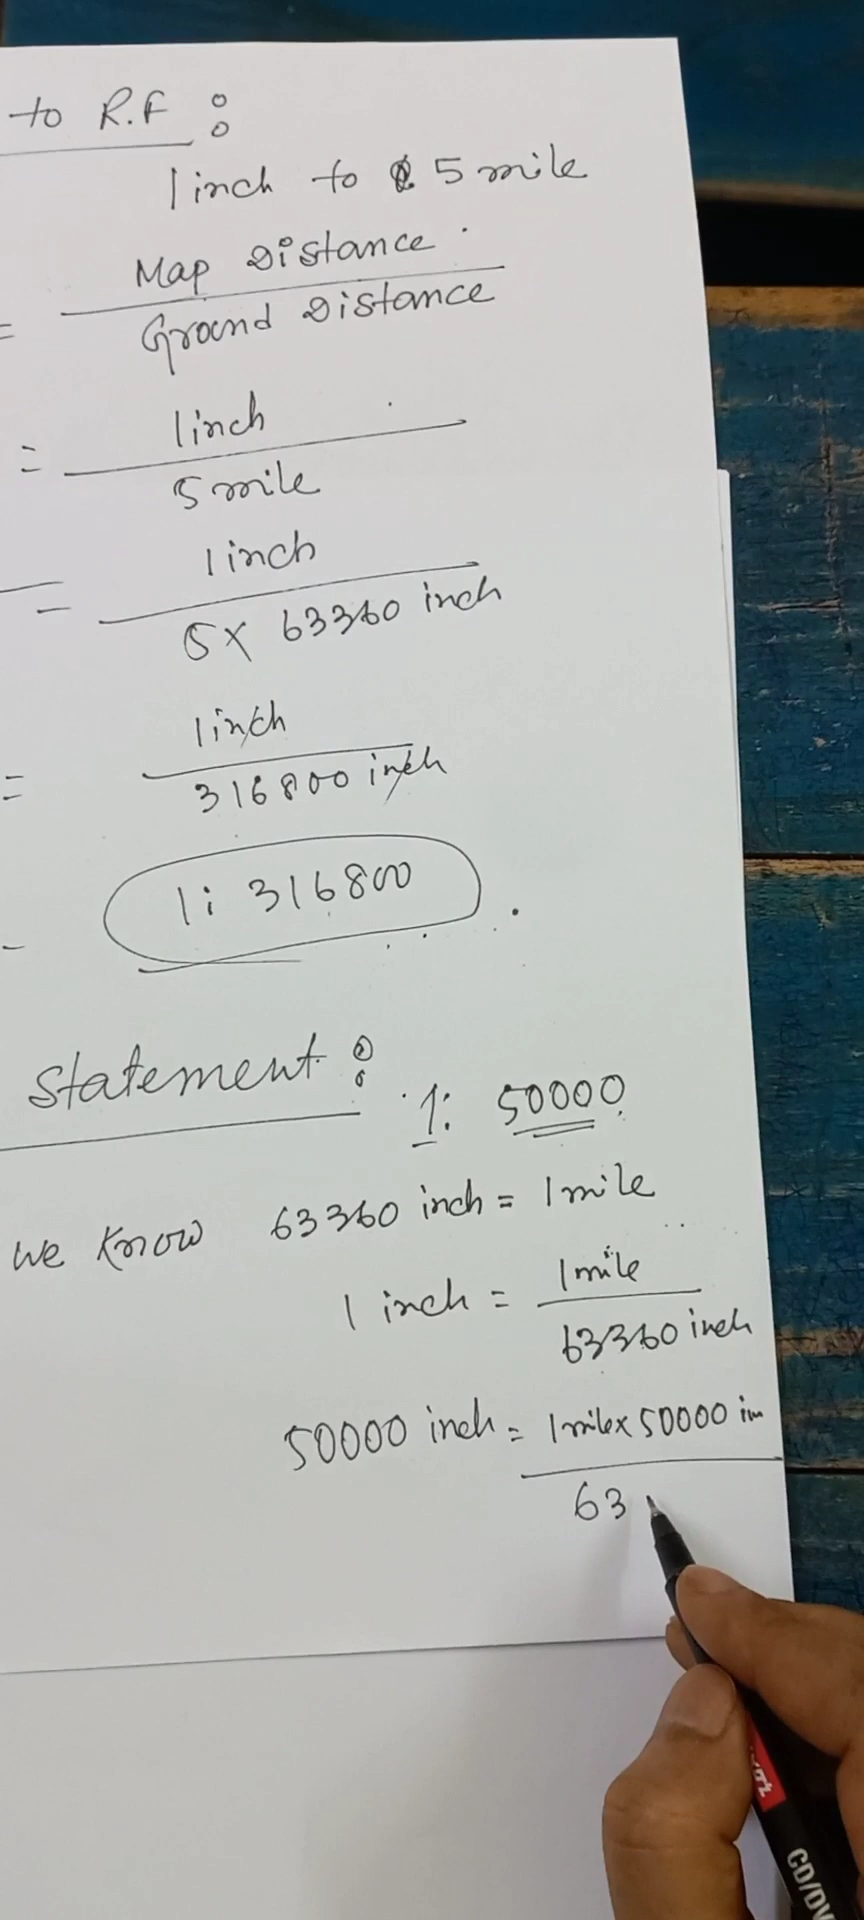 to R.F :
1 inch to 5 mile
= Map Distance
Ground Distance
= 1 inch
5 mile
= 1 inch
5 x 63360 inch
= 1 inch
316800 inch
1: 316800
Statement :
1: 50000
We know 63360 inch = 1 mile
1 inch = 1 mile
63360 inch
50000 inch = 1 mile x 50000 in
63
CD/DV